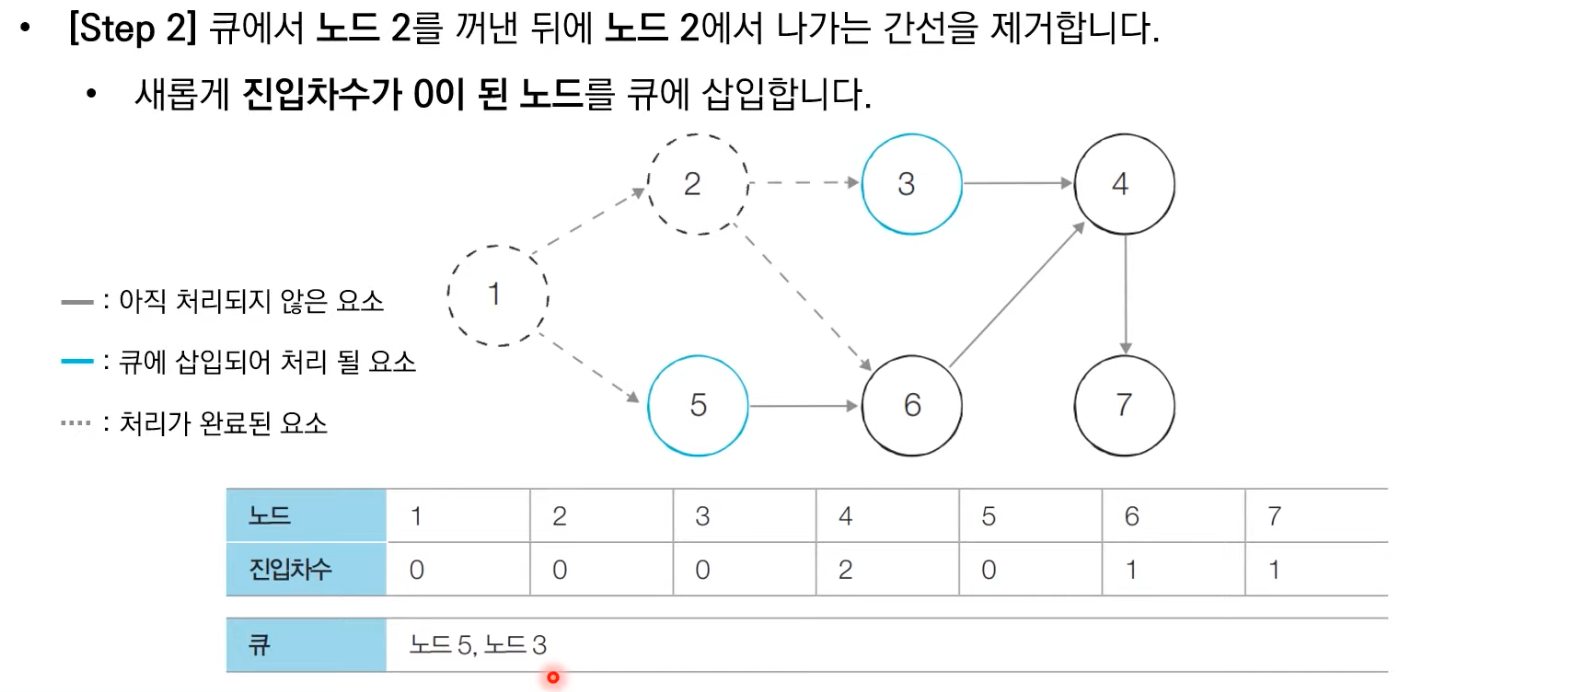 • [Step 2] 큐에서 노드 2를 꺼낸 뒤에 노드 2에서 나가는 간선을 제거합니다.
• 새롭게 진입차수가 0이 된 노드를 큐에 삽입합니다.
2 3 4
1
: 아직 처리되지 않은 요소
: 큐에 삽입되어 처리 될 요소
: 처리가 완료된 요소
5 6 7
노드 1 2 3 4 5 6 7
진입차수 0 0 0 2 0 1 1
큐 노드 5, 노드 3